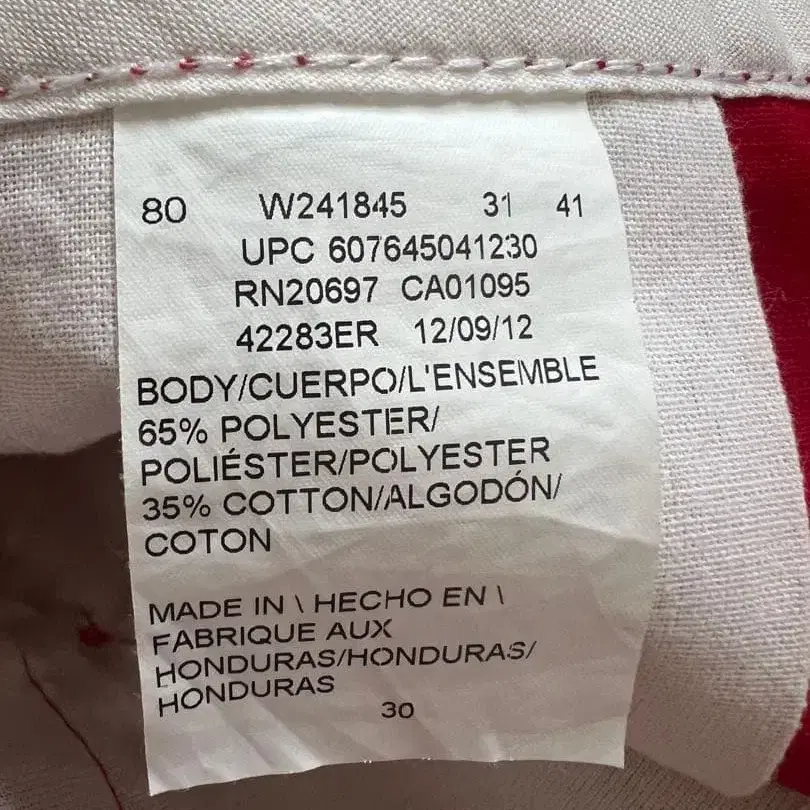 80 W241845 31 41
UPC 607645041230
RN20697 CA01095
42283ER 12/09/12
BODY/CUERPO/L'ENSEMBLE
65% POLYESTER/
POLIÉSTER/POLYESTER
35% COTTON/ALGODÓN/
COTON
MADE IN \ HECHO EN \
FABRIQUE AUX
HONDURAS/HONDURAS/
HONDURAS
30